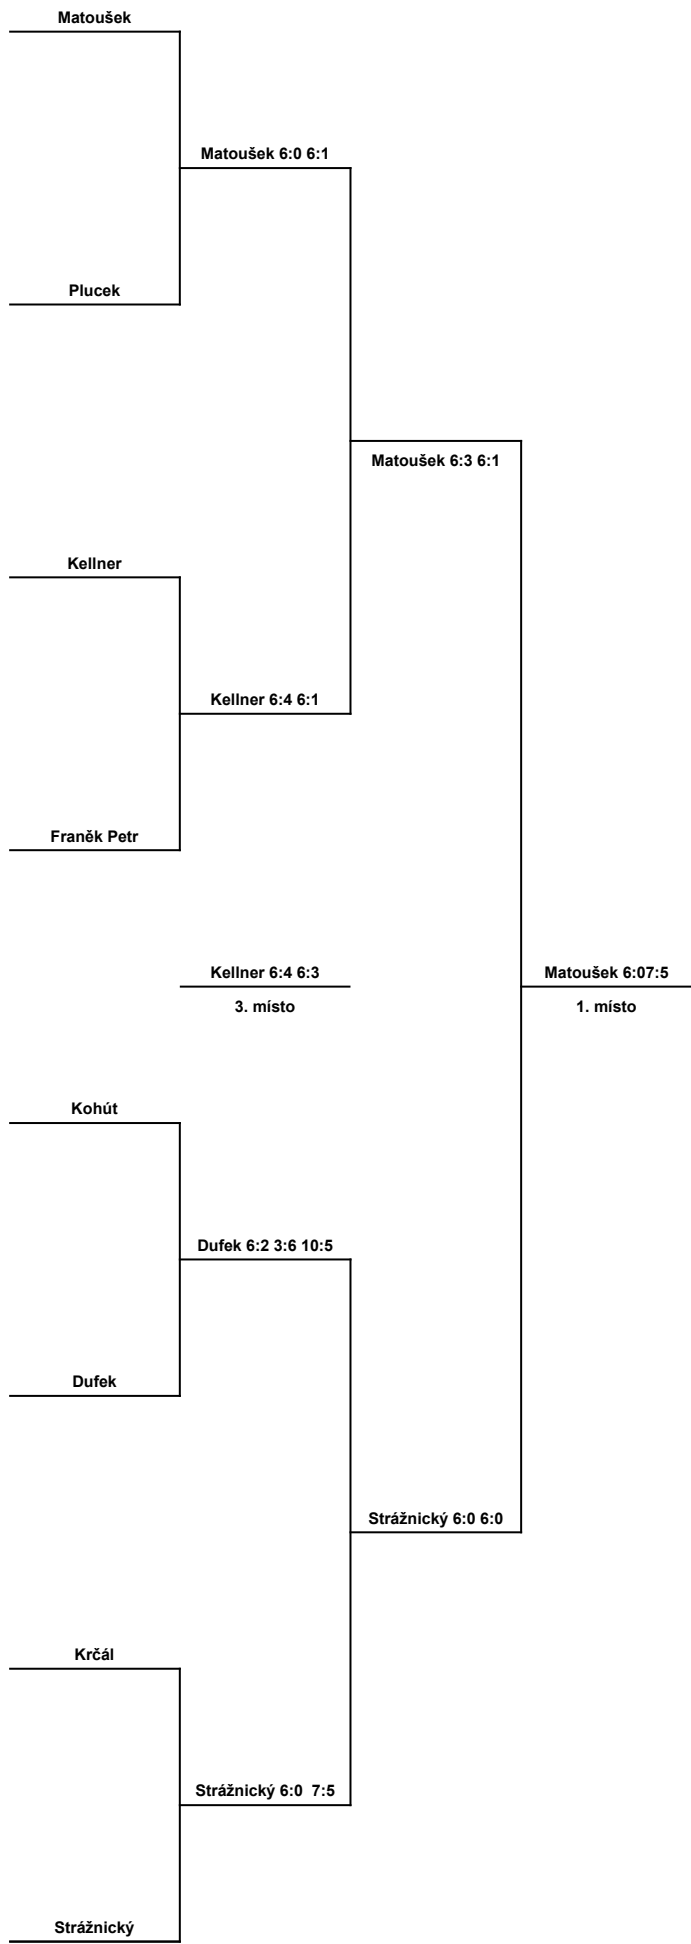 Matoušek
Matoušek 6:0 6:1
Plucek
Matoušek 6:3 6:1
Kellner
Kellner 6:4 6:1
Franěk Petr
Kellner 6:4 6:3
Matoušek 6:07:5
3. místo
1. místo
Kohút
Dufek 6:2 3:6 10:5
Dufek
Strážnický 6:0 6:0
Krčál
Strážnický 6:0  7:5
Strážnický